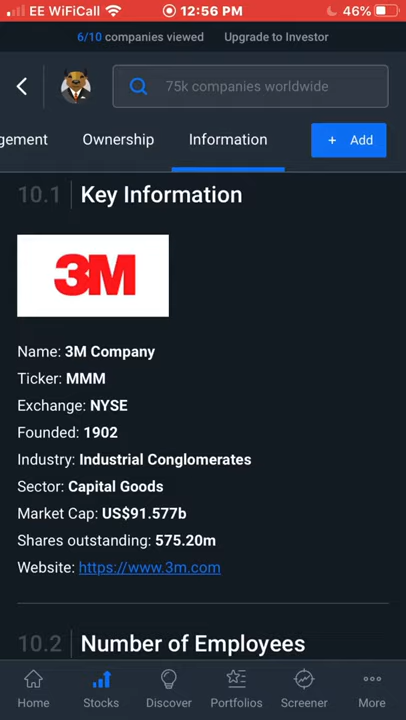 EE WiFiCall 12:56 PM 46%
6/10 companies viewed Upgrade to Investor
75k companies worldwide
gement Ownership Information + Add
10.1 Key Information
3M
Name: 3M Company
Ticker: MMM
Exchange: NYSE
Founded: 1902
Industry: Industrial Conglomerates
Sector: Capital Goods
Market Cap: US$91.577b
Shares outstanding: 575.20m
Website: https://www.3m.com
10.2 Number of Employees
Home Stocks Discover Portfolios Screener More